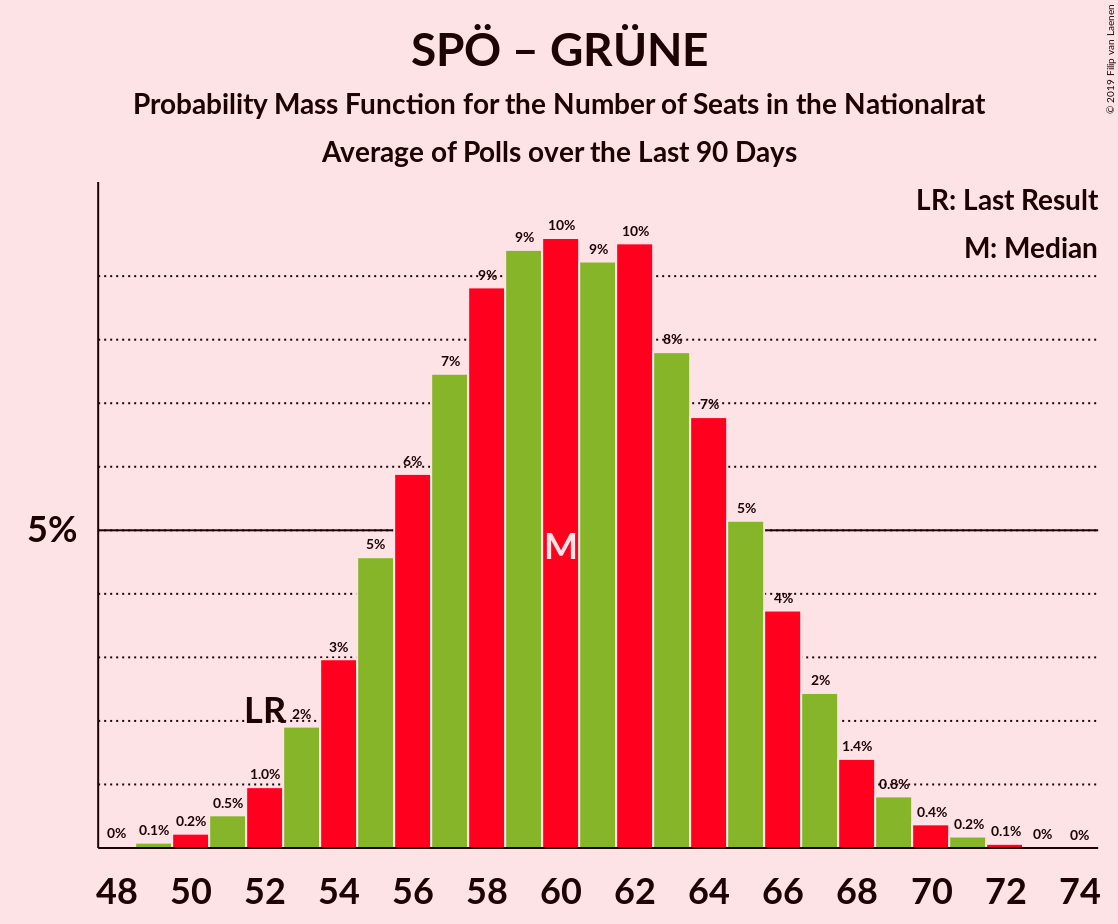 SPÖ – GRÜNE
Probability Mass Function for the Number of Seats in the Nationalrat
Average of Polls over the Last 90 Days
© 2019 Filip van Laenen
LR: Last Result
M: Median
5%
0% 0.1% 0.2% 0.5% 1.0% 2% 3% 5% 6% 7% 9% 9% 10% 9% 10% 8% 7% 5% 4% 2% 1.4% 0.8% 0.4% 0.2% 0.1% 0% 0%
LR
M
48 50 52 54 56 58 60 62 64 66 68 70 72 74